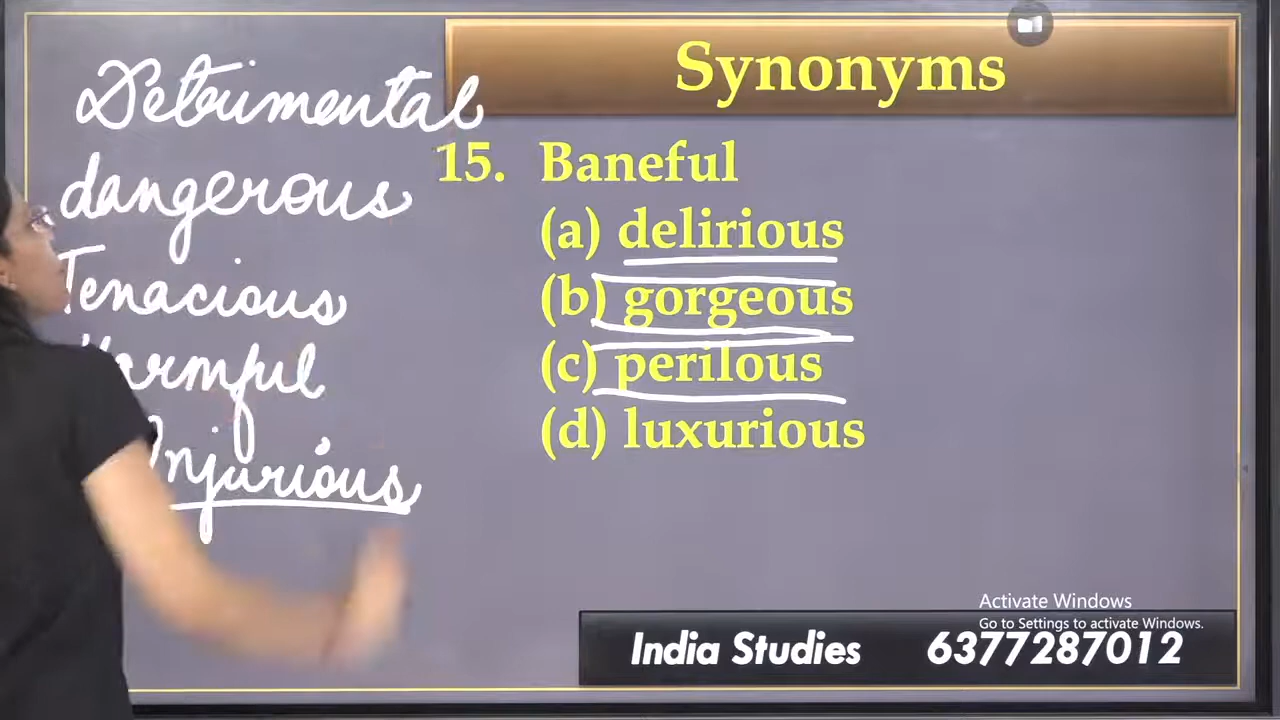 Synonyms
Detrimental
dangerous
Tenacious
Harmful
Injurious
15. Baneful
(a) delirious
(b) gorgeous
(c) perilous
(d) luxurious
Activate Windows
Go to Settings to activate Windows.
India Studies 6377287012